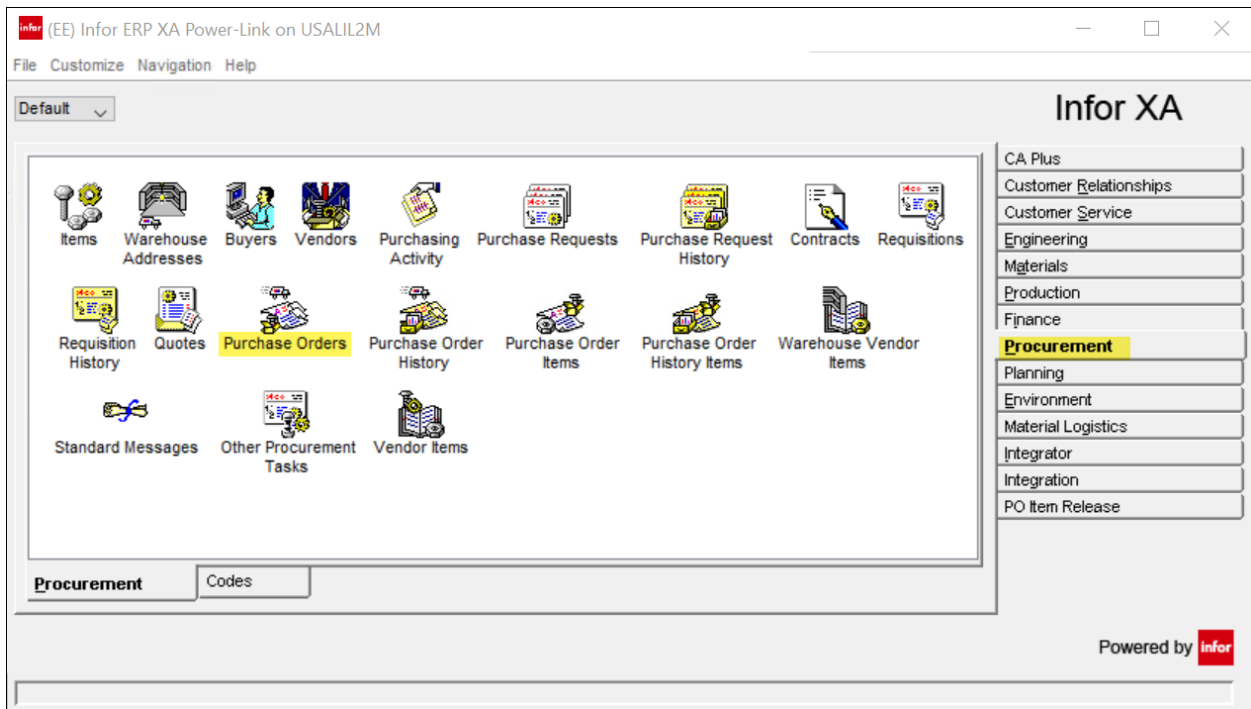 infor (EE) Infor ERP XA Power-Link on USALIL2M
File Customize Navigation Help
Default
Infor XA
Items
Warehouse
Addresses
Buyers
Vendors
Purchasing
Activity
Purchase Requests
Purchase Request
History
Contracts
Requisitions
Requisition
History
Quotes
Purchase Orders
Purchase Order
History
Purchase Order
Items
Purchase Order
History Items
Warehouse Vendor
Items
Standard Messages
Other Procurement
Tasks
Vendor Items
Procurement
Codes
CA Plus
Customer Relationships
Customer Service
Engineering
Materials
Production
Finance
Procurement
Planning
Environment
Material Logistics
Integrator
Integration
PO Item Release
Powered by infor